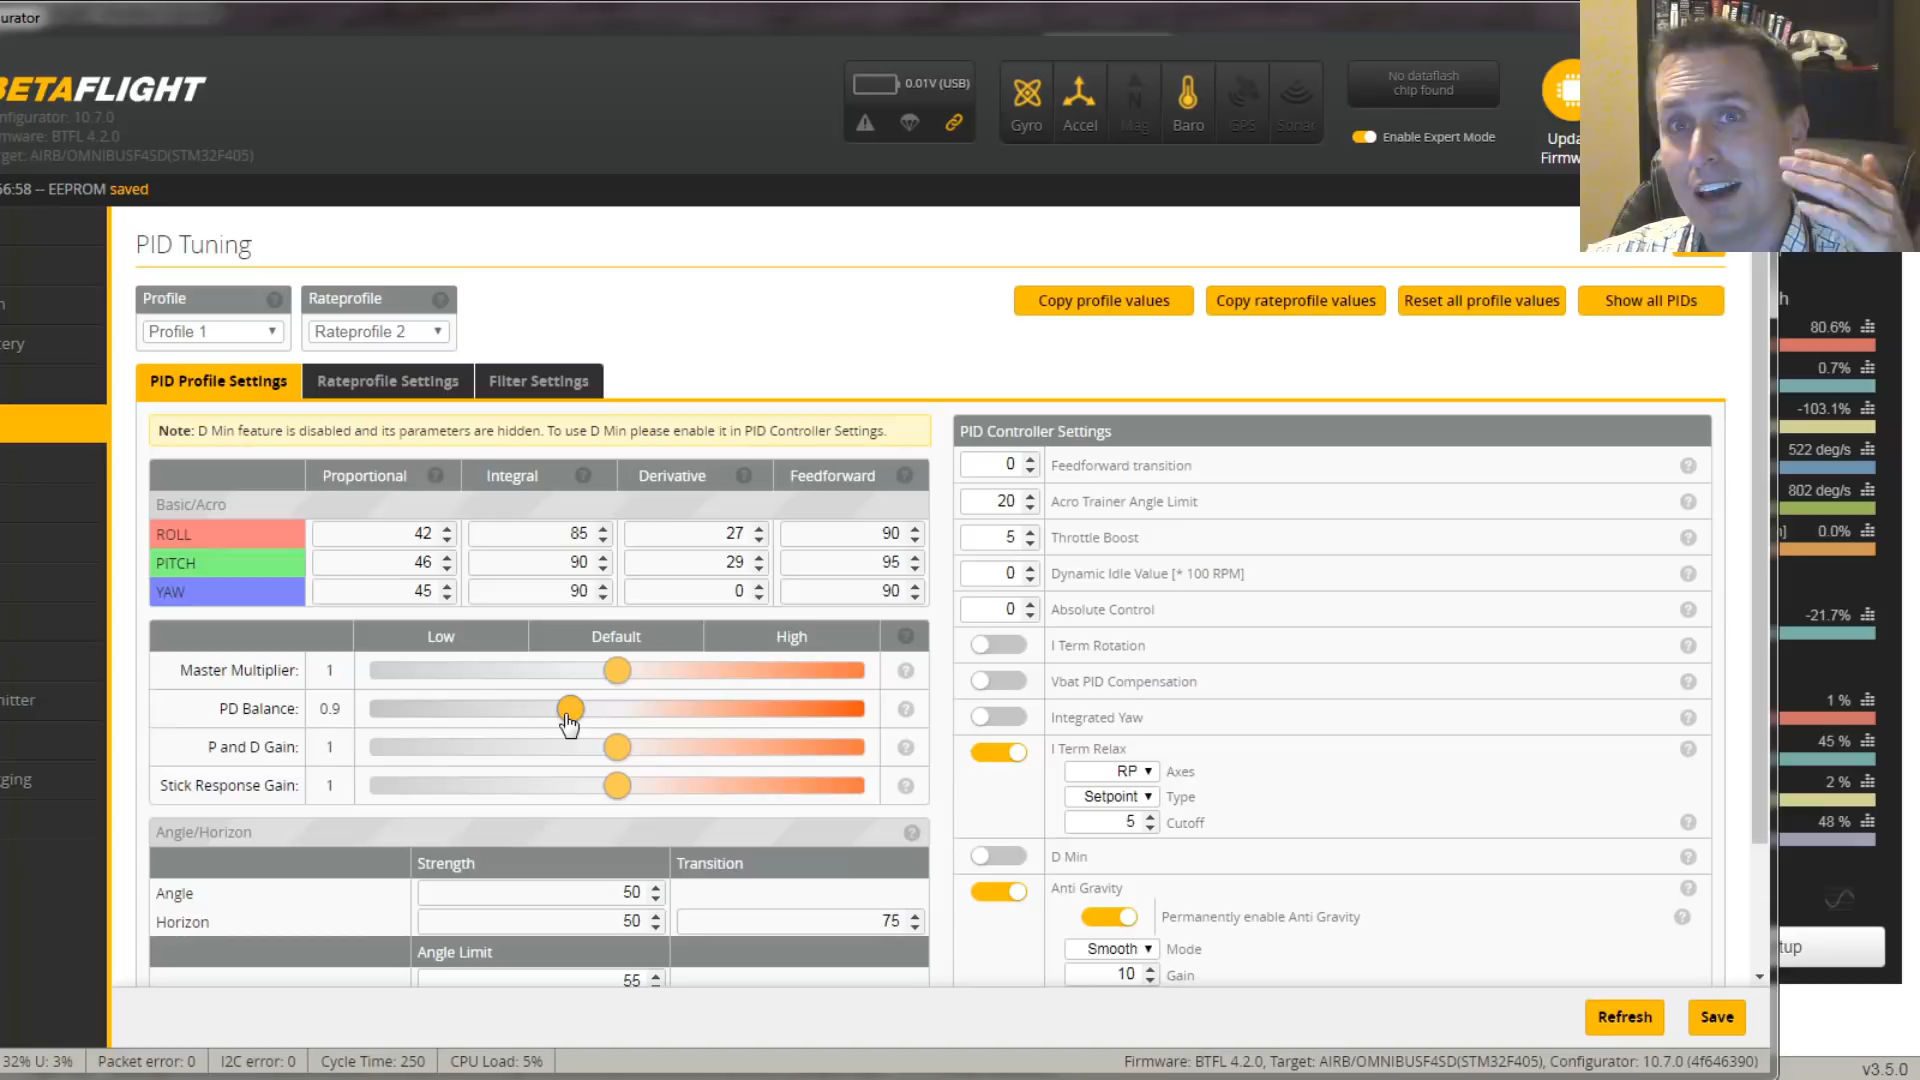 urator
BETAFLIGHT
onfigurator: 10.7.0
mware: BTFL 4.2.0
rget: AIRB/OMNIBUSF4SD(STM32F405)
0.01V (USB)
Gyro
Accel
Mag
Baro
GPS
Sonar
No dataflash
chip found
Enable Expert Mode
Upda
Firmw
56:58 -- EEPROM saved
PID Tuning
Profile
Rateprofile
Profile 1
Rateprofile 2
Copy profile values
Copy rateprofile values
Reset all profile values
Show all PIDs
PID Profile Settings
Rateprofile Settings
Filter Settings
Note: D Min feature is disabled and its parameters are hidden. To use D Min please enable it in PID Controller Settings.
Proportional Integral Derivative Feedforward
Basic/Acro
ROLL 42 85 27 90
PITCH 46 90 29 95
YAW 45 90 0 90
Low Default High
Master Multiplier: 1
PD Balance: 0.9
P and D Gain: 1
Stick Response Gain: 1
Angle/Horizon
Strength Transition
Angle 50
Horizon 50 75
Angle Limit
55
PID Controller Settings
0 Feedforward transition
20 Acro Trainer Angle Limit
5 Throttle Boost
0 Dynamic Idle Value [* 100 RPM]
0 Absolute Control
I Term Rotation
Vbat PID Compensation
Integrated Yaw
I Term Relax
RP Axes
Setpoint Type
5 Cutoff
D Min
Anti Gravity
Permanently enable Anti Gravity
Smooth Mode
10 Gain
Refresh
Save
n
tery
itter
ging
h
80.6%
0.7%
-103.1%
522 deg/s
802 deg/s
] 0.0%
-21.7%
1 %
45 %
2 %
48 %
tup
32% U: 3%
Packet error: 0
I2C error: 0
Cycle Time: 250
CPU Load: 5%
Firmware: BTFL 4.2.0, Target: AIRB/OMNIBUSF4SD(STM32F405), Configurator: 10.7.0 (4f646390)
v3.5.0